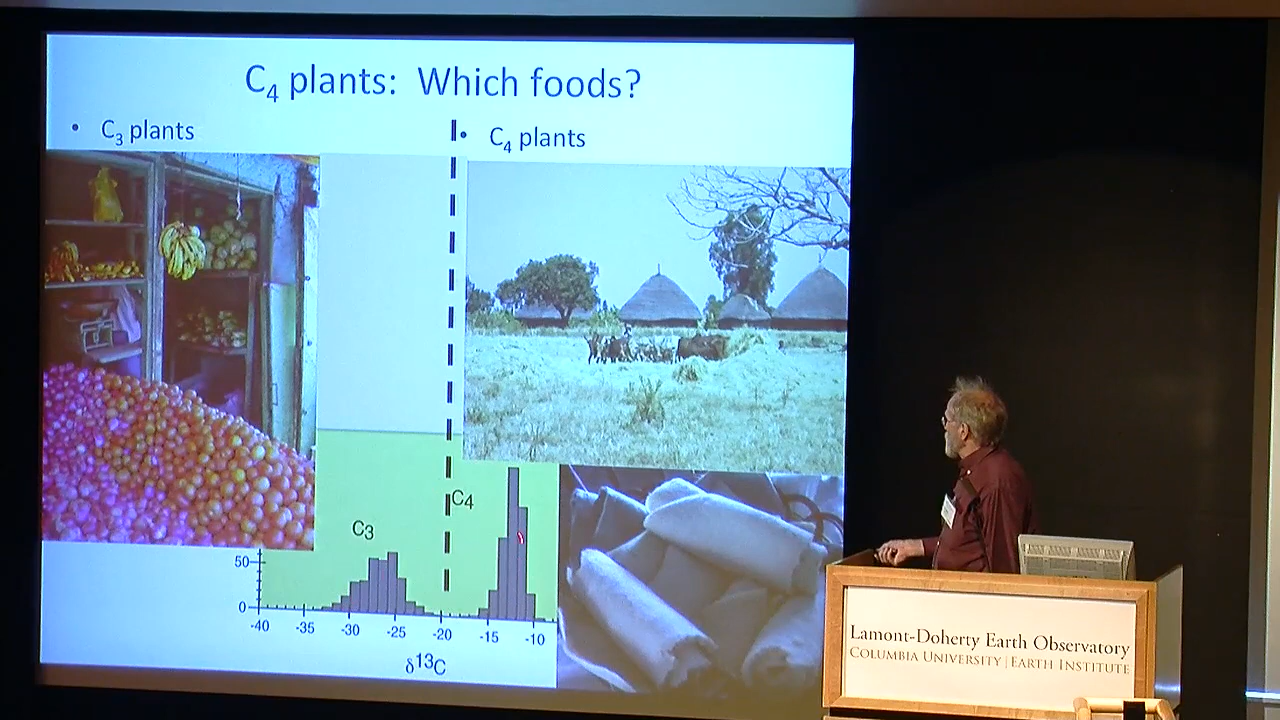 C4 plants: Which foods?
• C3 plants
• C4 plants
C4
C3
50
0
-40 -35 -30 -25 -20 -15 -10
δ13C
Lamont-Doherty Earth Observatory
COLUMBIA UNIVERSITY | EARTH INSTITUTE